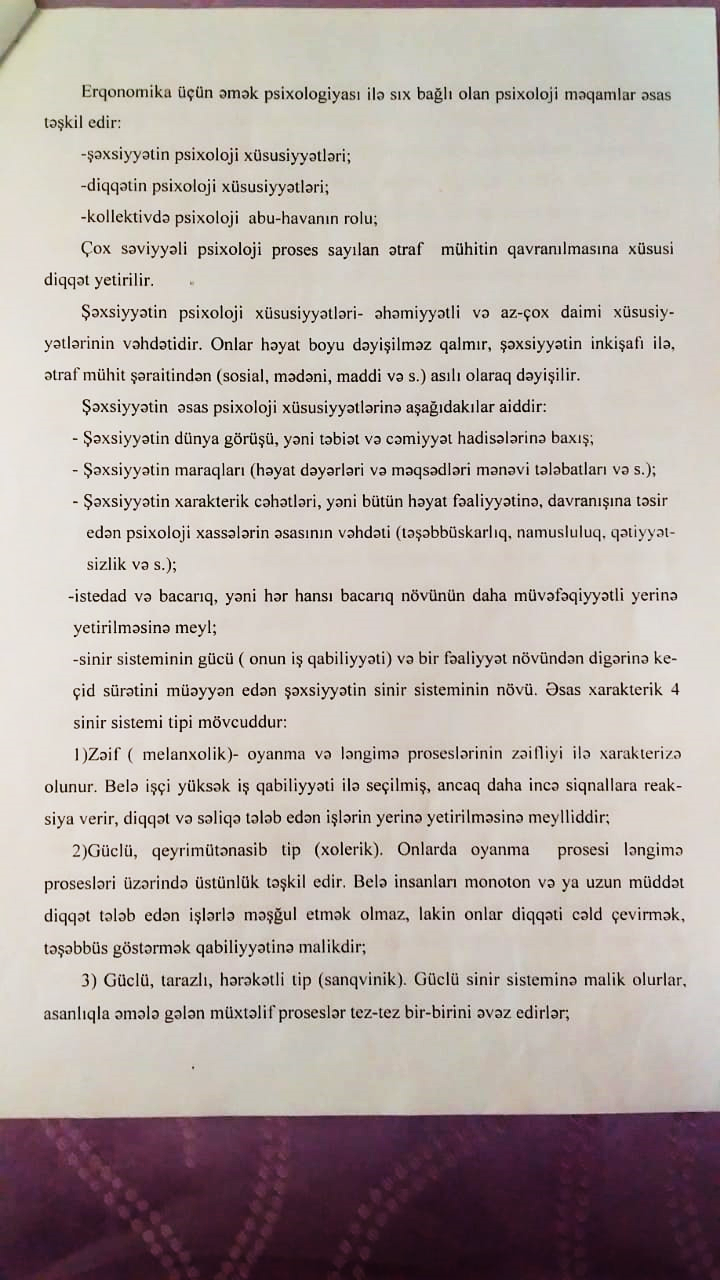 Erqonomika üçün əmək psixologiyası ilə sıx bağlı olan psixoloji məqamlar əsas
təşkil edir:
-şəxsiyyətin psixoloji xüsusiyyətləri;
-diqqətin psixoloji xüsusiyyətləri;
-kollektivdə psixoloji abu-havanın rolu;
Çox səviyyəli psixoloji proses sayılan ətraf mühitin qavranılmasına xüsusi
diqqət yetirilir.
Şəxsiyyətin psixoloji xüsusiyyətləri- əhəmiyyətli və az-çox daimi xüsusiy-
yətlərinin vəhdətidir. Onlar həyat boyu dəyişilməz qalmır, şəxsiyyətin inkişafı ilə,
ətraf mühit şəraitindən (sosial, mədəni, maddi və s.) asılı olaraq dəyişilir.
Şəxsiyyətin əsas psixoloji xüsusiyyətlərinə aşağıdakılar aiddir:
- Şəxsiyyətin dünya görüşü, yəni təbiət və cəmiyyət hadisələrinə baxış;
- Şəxsiyyətin maraqları (həyat dəyərləri və məqsədləri mənəvi tələbatları və s.);
- Şəxsiyyətin xarakterik cəhətləri, yəni bütün həyat fəaliyyətinə, davranışına təsir
edən psixoloji xassələrin əsasının vəhdəti (təşəbbüskarlıq, namusluluq, qətiyyət-
sizlik və s.);
-istedad və bacarıq, yəni hər hansı bacarıq növünün daha müvəfəqiyyətli yerinə
yetirilməsinə meyl;
-sinir sisteminin gücü ( onun iş qabiliyyəti) və bir fəaliyyət növündən digərinə ke-
çid sürətini müəyyən edən şəxsiyyətin sinir sisteminin növü. Əsas xarakterik 4
sinir sistemi tipi mövcuddur:
1)Zəif ( melanxolik)- oyanma və ləngimə proseslərinin zəifliyi ilə xarakterizə
olunur. Belə işçi yüksək iş qabiliyyəti ilə seçilmiş, ancaq daha incə siqnallara reak-
siya verir, diqqət və səliqə tələb edən işlərin yerinə yetirilməsinə meyllidir;
2)Güclü, qeyrimütənasib tip (xolerik). Onlarda oyanma prosesi ləngimə
prosesləri üzərində üstünlük təşkil edir. Belə insanları monoton və ya uzun müddət
diqqət tələb edən işlərlə məşğul etmək olmaz, lakin onlar diqqəti cəld çevirmək,
təşəbbüs göstərmək qabiliyyətinə malikdir;
3) Güclü, tarazlı, hərəkətli tip (sanqvinik). Güclü sinir sisteminə malik olurlar,
asanlıqla əmələ gələn müxtəlif proseslər tez-tez bir-birini əvəz edirlər;